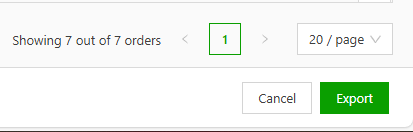 Showing 7 out of 7 orders < 1 > 20 / page
Cancel Export